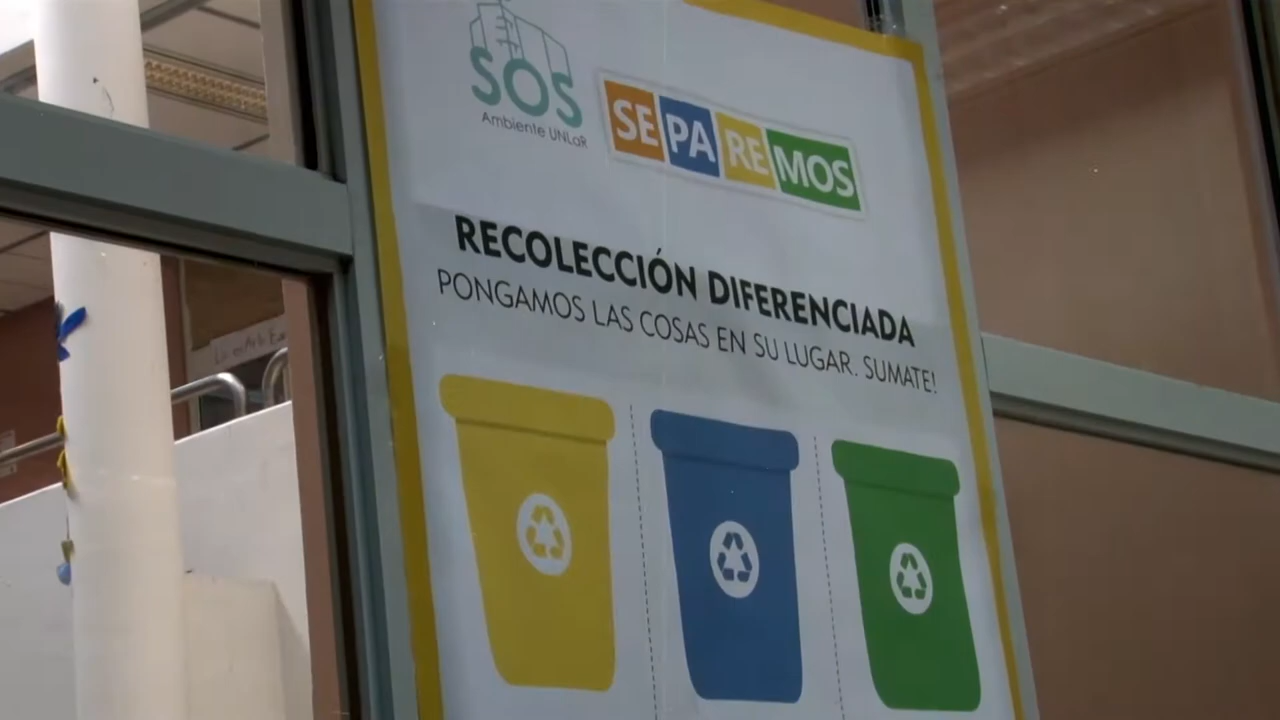 SOS
Ambiente UNLaR
SEPAREMOS
RECOLECCIÓN DIFERENCIADA
PONGAMOS LAS COSAS EN SU LUGAR. SUMATE!